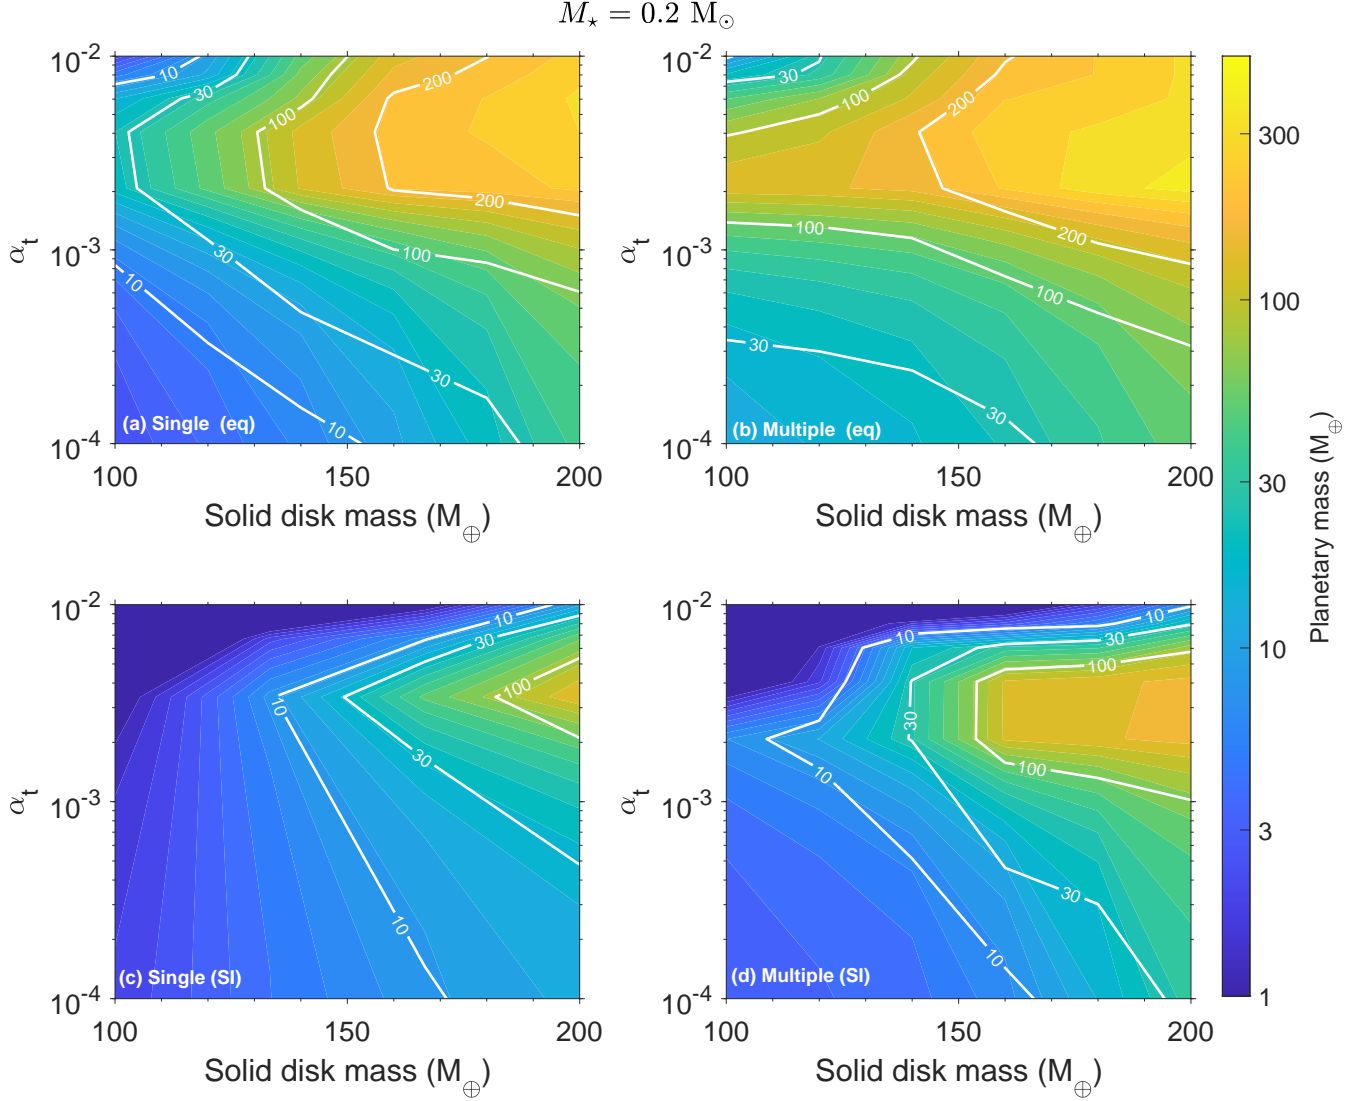 M⋆ = 0.2 M⊙
10⁻² 10 30 100 200 200 100 30 10 30 10
10⁻³
10⁻⁴
αt
(a) Single (eq)
100 150 200
Solid disk mass (M⊕)
10⁻² 30 100 200 200 100 100 30 30
10⁻³
10⁻⁴
αt
(b) Multiple (eq)
100 150 200
Solid disk mass (M⊕)
10⁻² 10 30 100 10 30 10
10⁻³
10⁻⁴
αt
(c) Single (SI)
100 150 200
Solid disk mass (M⊕)
10⁻² 10 10 30 100 30 100 10 30 10
10⁻³
10⁻⁴
αt
(d) Multiple (SI)
100 150 200
Solid disk mass (M⊕)
300
100
30
10
3
1
Planetary mass (M⊕)